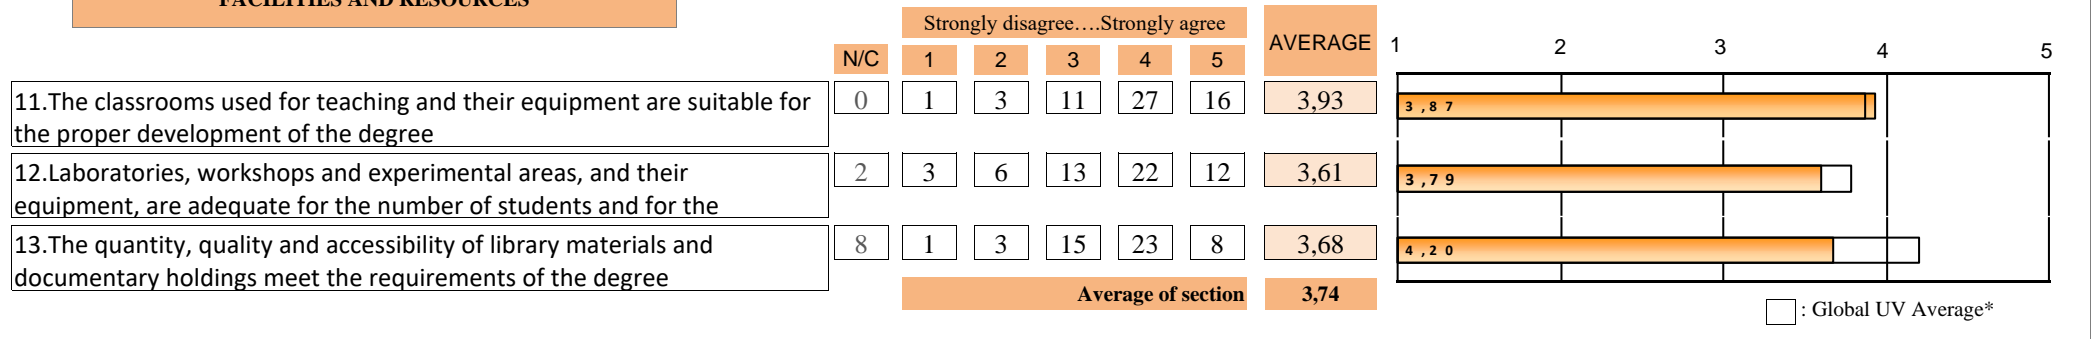 FACILITIES AND RESOURCES
Strongly disagree….Strongly agree
AVERAGE
N/C 1 2 3 4 5
1 2 3 4 5
11.The classrooms used for teaching and their equipment are suitable for
the proper development of the degree
0 1 3 11 27 16 3,93
3,87
12.Laboratories, workshops and experimental areas, and their
equipment, are adequate for the number of students and for the
2 3 6 13 22 12 3,61
3,79
13.The quantity, quality and accessibility of library materials and
documentary holdings meet the requirements of the degree
8 1 3 15 23 8 3,68
4,20
Average of section 3,74
: Global UV Average*